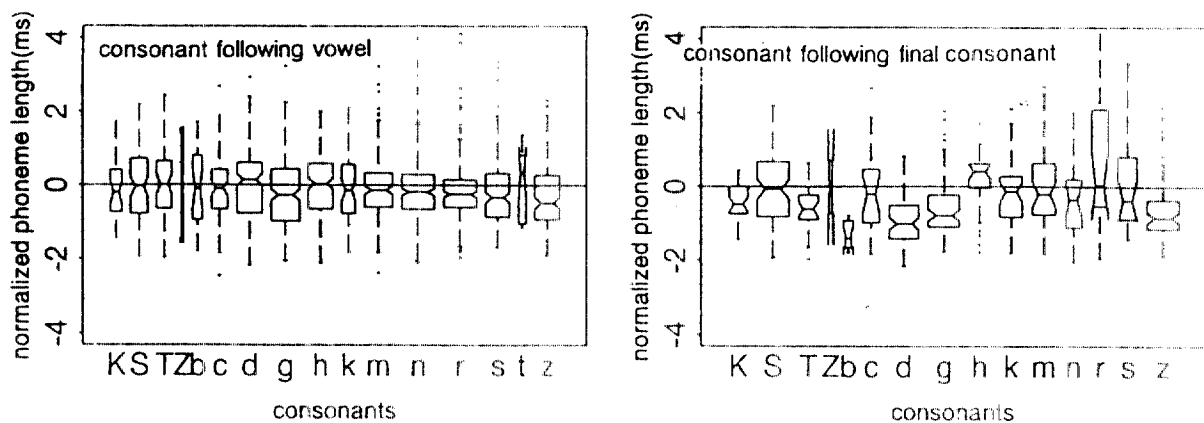 normalized phoneme length(ms)
4
2
0
-2
-4
consonant following vowel
K S T Z b c d g h k m n r s t z
consonants
normalized phoneme length(ms)
4
2
0
-2
-4
consonant following final consonant
K S T Z b c d g h k m n r s z
consonants